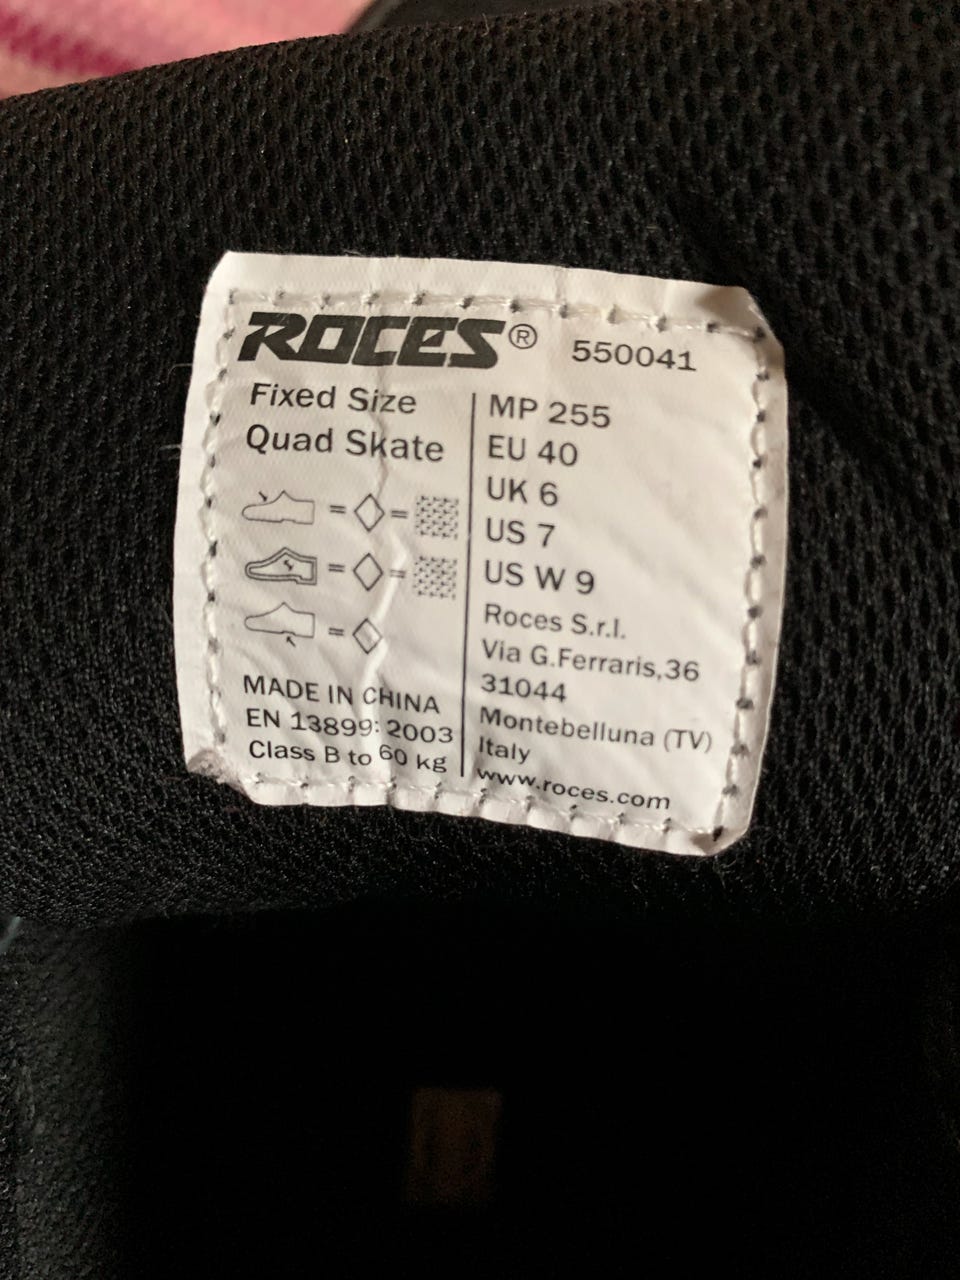 ROCES® 550041
Fixed Size
Quad Skate
= =
= =
=
MADE IN CHINA
EN 13899: 2003
Class B to 60 kg
MP 255
EU 40
UK 6
US 7
US W 9
Roces S.r.l.
Via G.Ferraris,36
31044
Montebelluna (TV)
Italy
www.roces.com